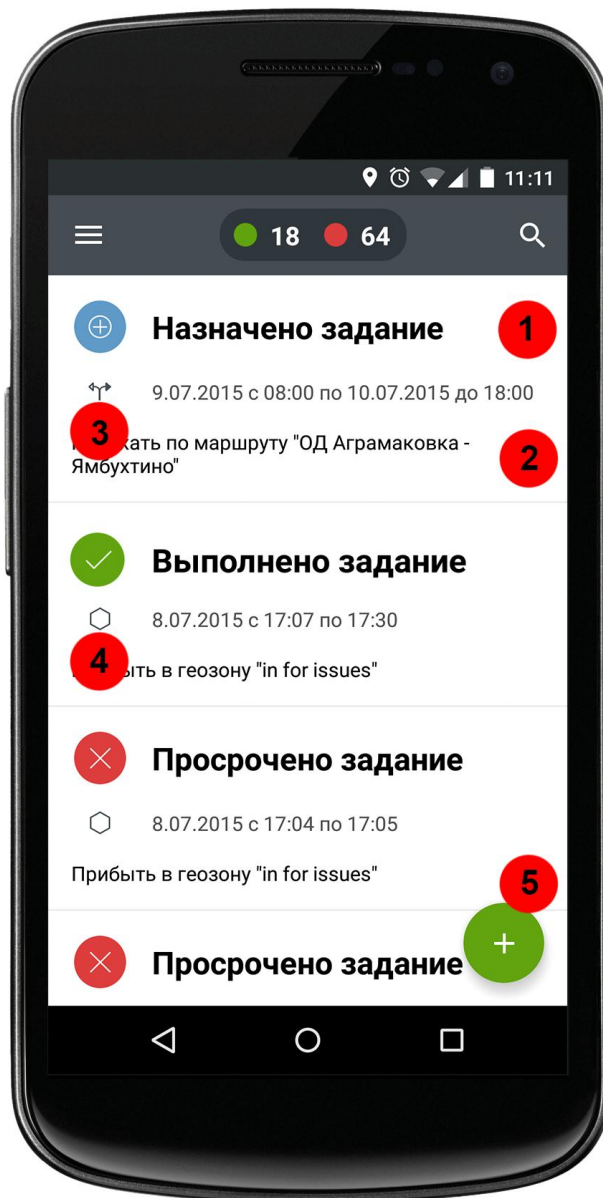 11:11
18 64
Назначено задание
1
9.07.2015 с 08:00 по 10.07.2015 до 18:00
3
по маршруту "ОД Аграмаковка -
2
Ямбухтино"
Выполнено задание
8.07.2015 с 17:07 по 17:30
4
в геозону "in for issues"
Просрочено задание
8.07.2015 с 17:04 по 17:05
Прибыть в геозону "in for issues"
5
Просрочено задание
+